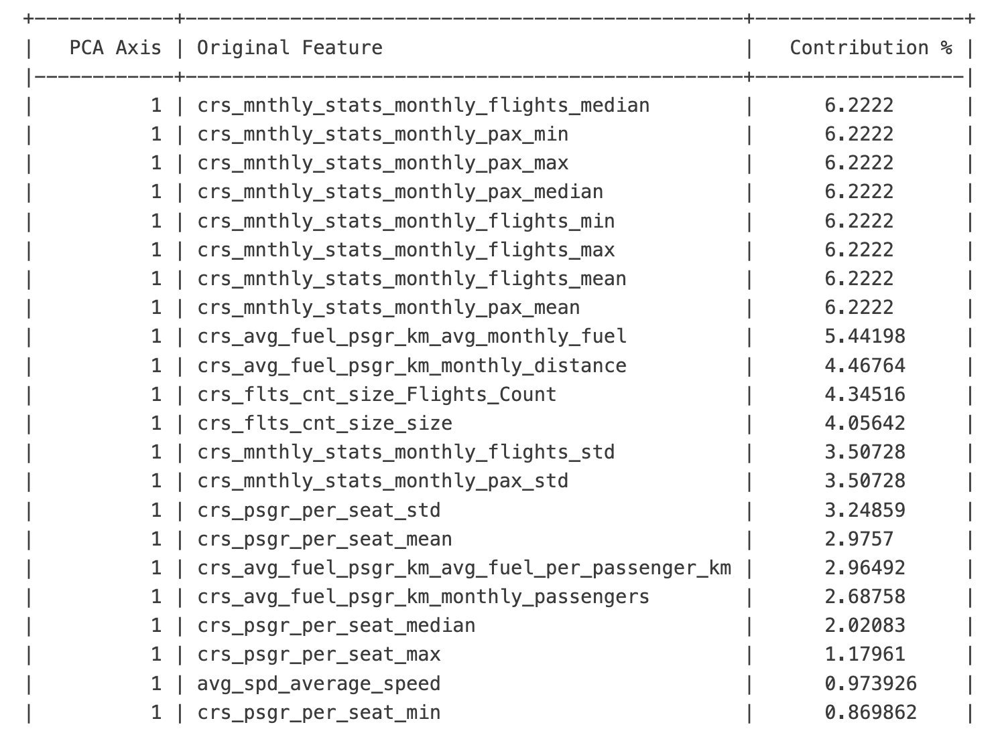 +------------+------------------------------------------------+------------------+
| PCA Axis | Original Feature | Contribution % |
|------------+------------------------------------------------+------------------|
| 1 | crs_mnthly_stats_monthly_flights_median | 6.2222 |
| 1 | crs_mnthly_stats_monthly_pax_min | 6.2222 |
| 1 | crs_mnthly_stats_monthly_pax_max | 6.2222 |
| 1 | crs_mnthly_stats_monthly_pax_median | 6.2222 |
| 1 | crs_mnthly_stats_monthly_flights_min | 6.2222 |
| 1 | crs_mnthly_stats_monthly_flights_max | 6.2222 |
| 1 | crs_mnthly_stats_monthly_flights_mean | 6.2222 |
| 1 | crs_mnthly_stats_monthly_pax_mean | 6.2222 |
| 1 | crs_avg_fuel_psgr_km_avg_monthly_fuel | 5.44198 |
| 1 | crs_avg_fuel_psgr_km_monthly_distance | 4.46764 |
| 1 | crs_flts_cnt_size_Flights_Count | 4.34516 |
| 1 | crs_flts_cnt_size_size | 4.05642 |
| 1 | crs_mnthly_stats_monthly_flights_std | 3.50728 |
| 1 | crs_mnthly_stats_monthly_pax_std | 3.50728 |
| 1 | crs_psgr_per_seat_std | 3.24859 |
| 1 | crs_psgr_per_seat_mean | 2.9757 |
| 1 | crs_avg_fuel_psgr_km_avg_fuel_per_passenger_km | 2.96492 |
| 1 | crs_avg_fuel_psgr_km_monthly_passengers | 2.68758 |
| 1 | crs_psgr_per_seat_median | 2.02083 |
| 1 | crs_psgr_per_seat_max | 1.17961 |
| 1 | avg_spd_average_speed | 0.973926 |
| 1 | crs_psgr_per_seat_min | 0.869862 |